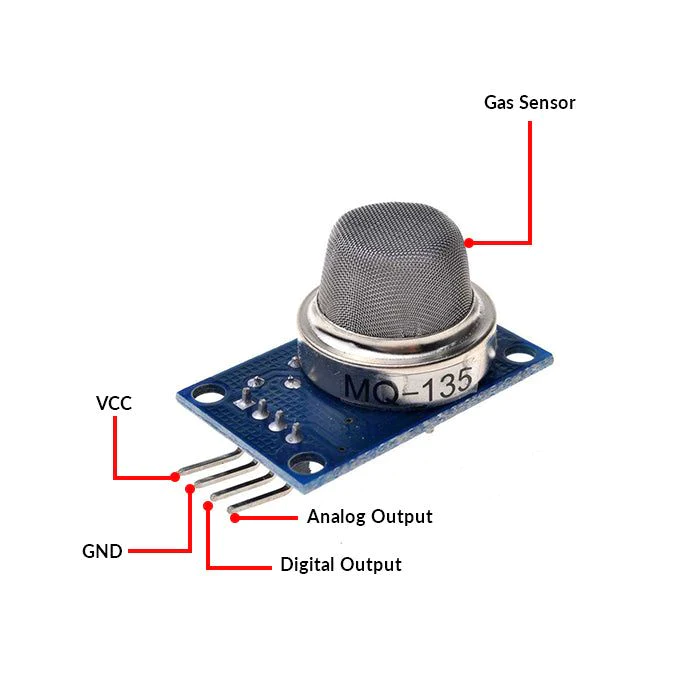 Gas Sensor
MQ-135
VCC
Analog Output
GND
Digital Output